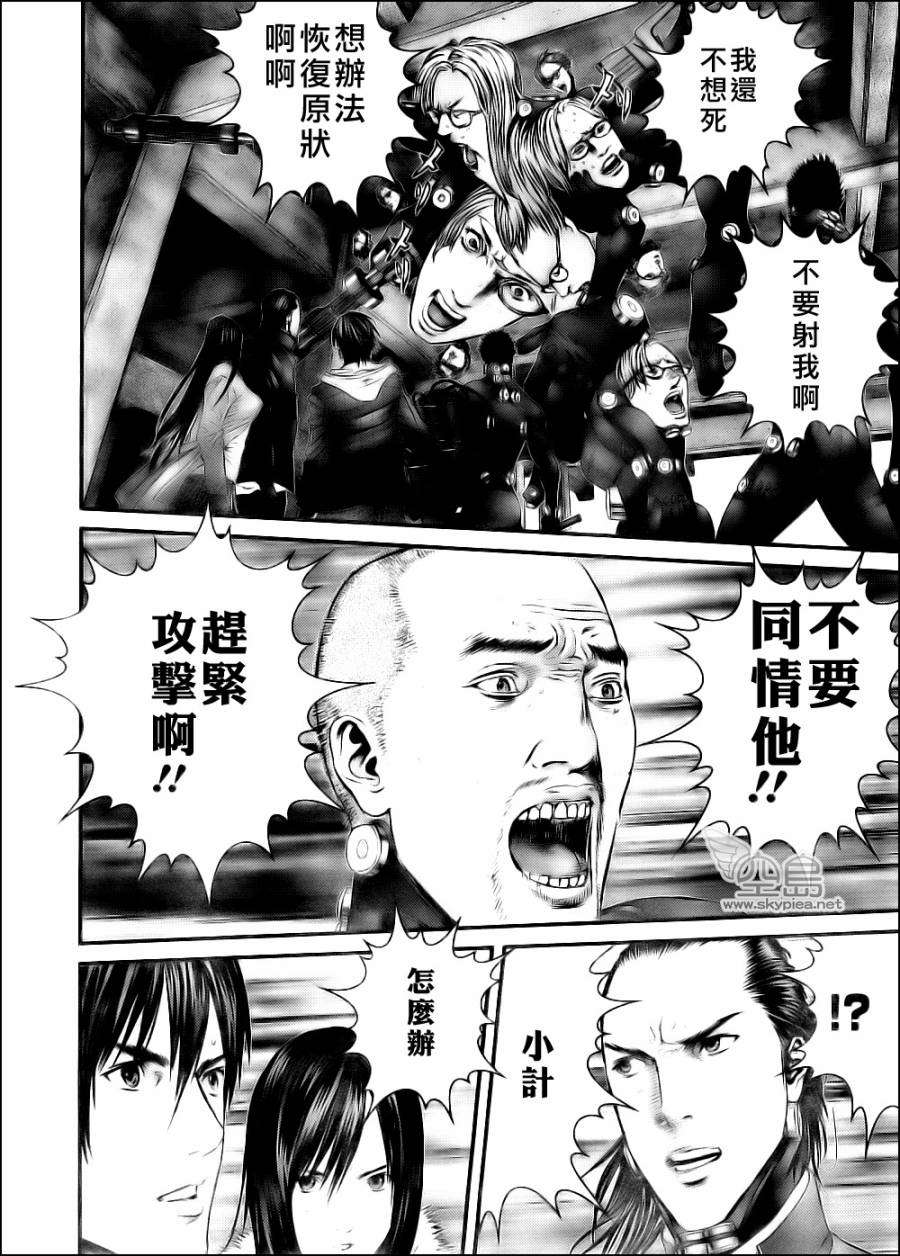 我還
不想死
想辦法
恢復原狀
啊啊
不要射我啊
不要
同情他!!
趕緊
攻擊啊!!
空島
www.skypiea.net
!?
小計
怎麼辦